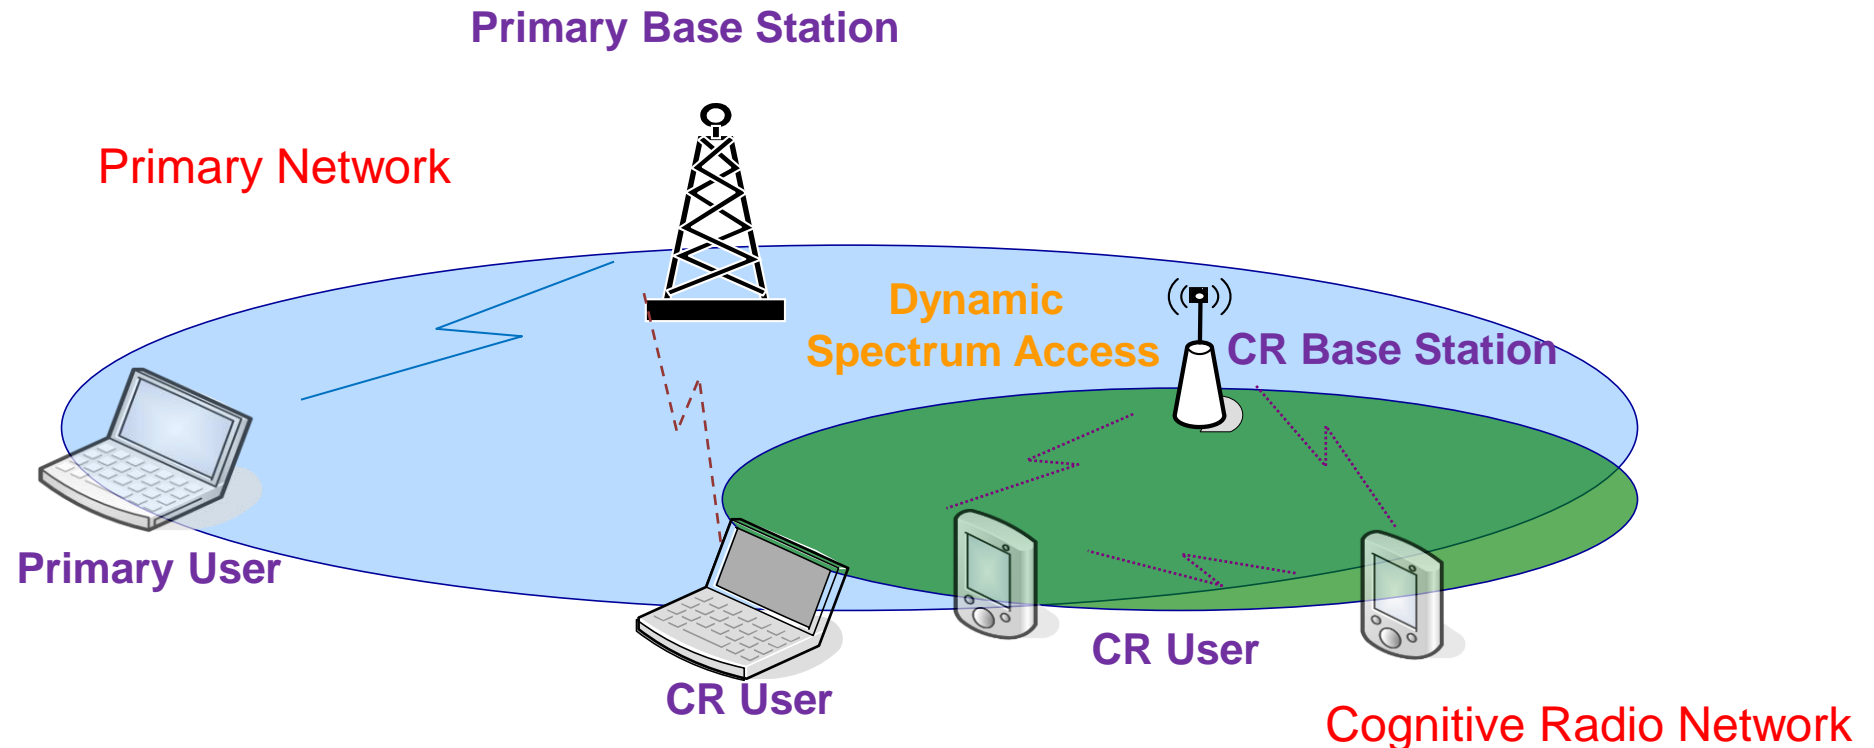 Primary Base Station
Primary Network
Dynamic
Spectrum Access
CR Base Station
Primary User
CR User
CR User
Cognitive Radio Network